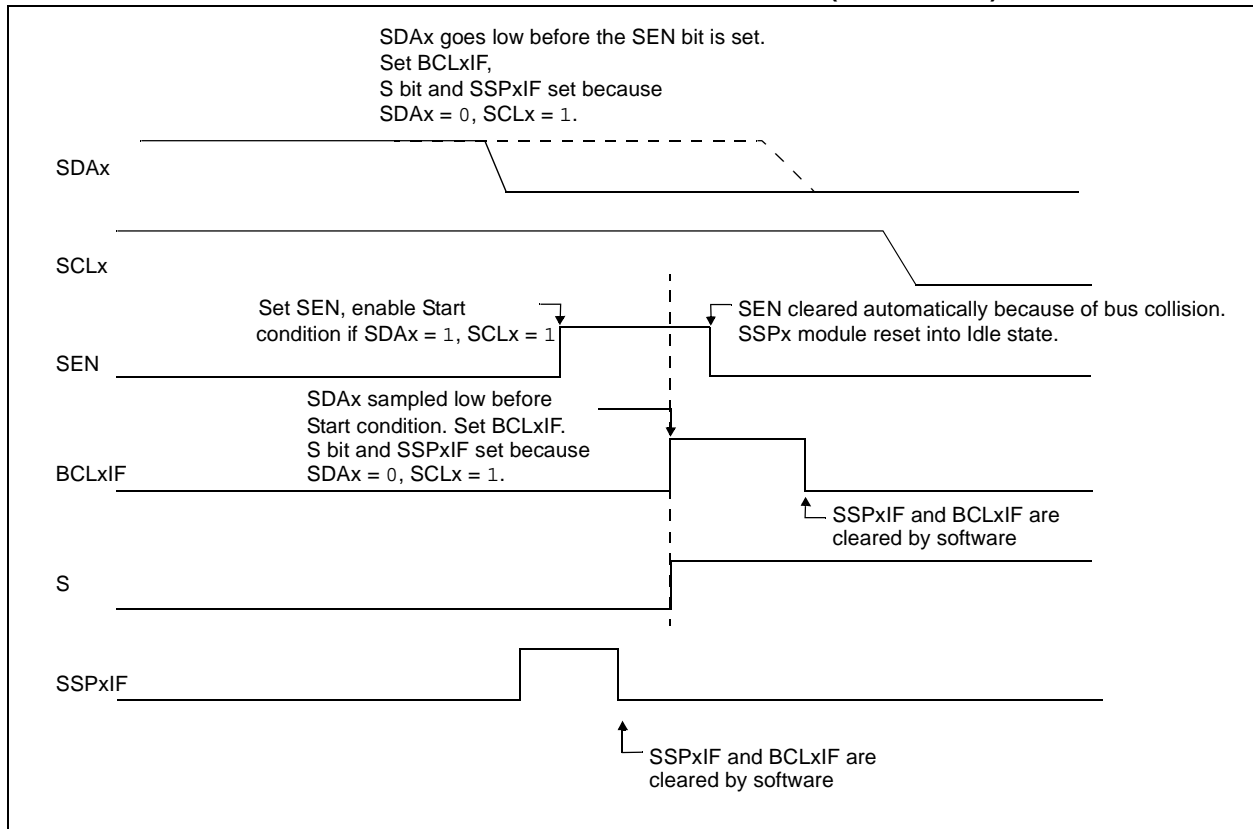 SDAx goes low before the SEN bit is set.
Set BCLxIF,
S bit and SSPxIF set because
SDAx = 0, SCLx = 1.
SDAx
SCLx
Set SEN, enable Start
condition if SDAx = 1, SCLx = 1
SEN cleared automatically because of bus collision.
SSPx module reset into Idle state.
SEN
SDAx sampled low before
Start condition. Set BCLxIF.
S bit and SSPxIF set because
SDAx = 0, SCLx = 1.
BCLxIF
SSPxIF and BCLxIF are
cleared by software
S
SSPxIF
SSPxIF and BCLxIF are
cleared by software